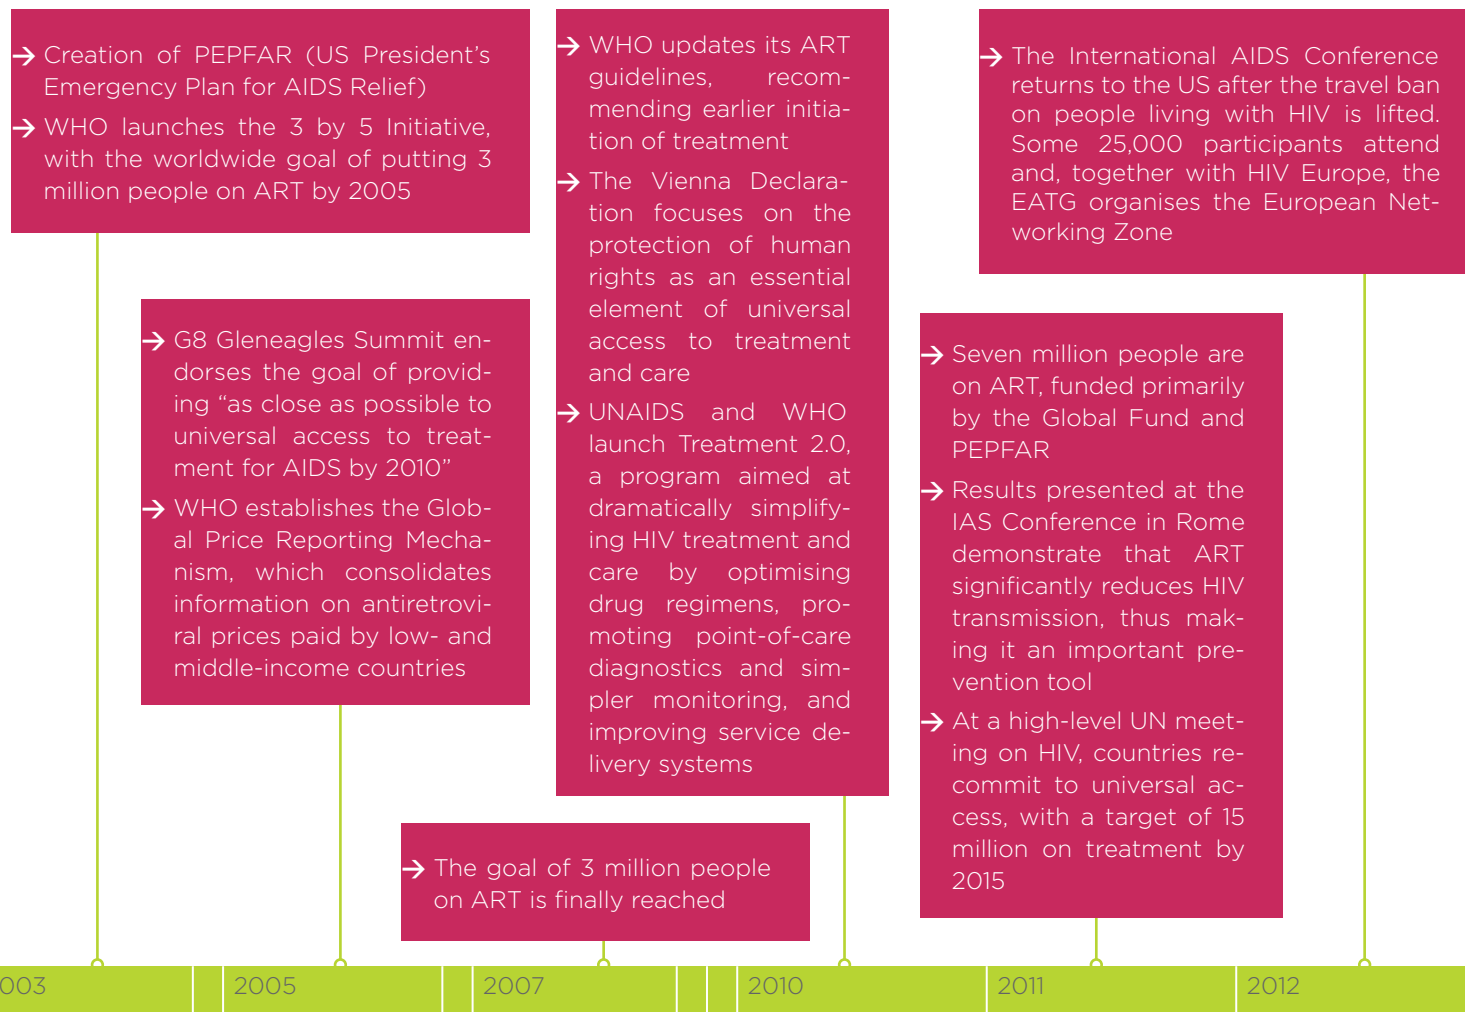 → Creation of PEPFAR (US President’s
Emergency Plan for AIDS Relief)
→ WHO launches the 3 by 5 Initiative,
with the worldwide goal of putting 3
million people on ART by 2005
→ G8 Gleneagles Summit en-
dorses the goal of provid-
ing “as close as possible to
universal access to treat-
ment for AIDS by 2010”
→ WHO establishes the Glob-
al Price Reporting Mecha-
nism, which consolidates
information on antiretrovi-
ral prices paid by low- and
middle-income countries
→ The goal of 3 million people
on ART is finally reached
→ WHO updates its ART
guidelines, recom-
mending earlier initia-
tion of treatment
→ The Vienna Declara-
tion focuses on the
protection of human
rights as an essential
element of universal
access to treatment
and care
→ UNAIDS and WHO
launch Treatment 2.0,
a program aimed at
dramatically simplify-
ing HIV treatment and
care by optimising
drug regimens, pro-
moting point-of-care
diagnostics and sim-
pler monitoring, and
improving service de-
livery systems
→ Seven million people are
on ART, funded primarily
by the Global Fund and
PEPFAR
→ Results presented at the
IAS Conference in Rome
demonstrate that ART
significantly reduces HIV
transmission, thus mak-
ing it an important pre-
vention tool
→ At a high-level UN meet-
ing on HIV, countries re-
commit to universal ac-
cess, with a target of 15
million on treatment by
2015
→ The International AIDS Conference
returns to the US after the travel ban
on people living with HIV is lifted.
Some 25,000 participants attend
and, together with HIV Europe, the
EATG organises the European Net-
working Zone
003 2005 2007 2010 2011 2012